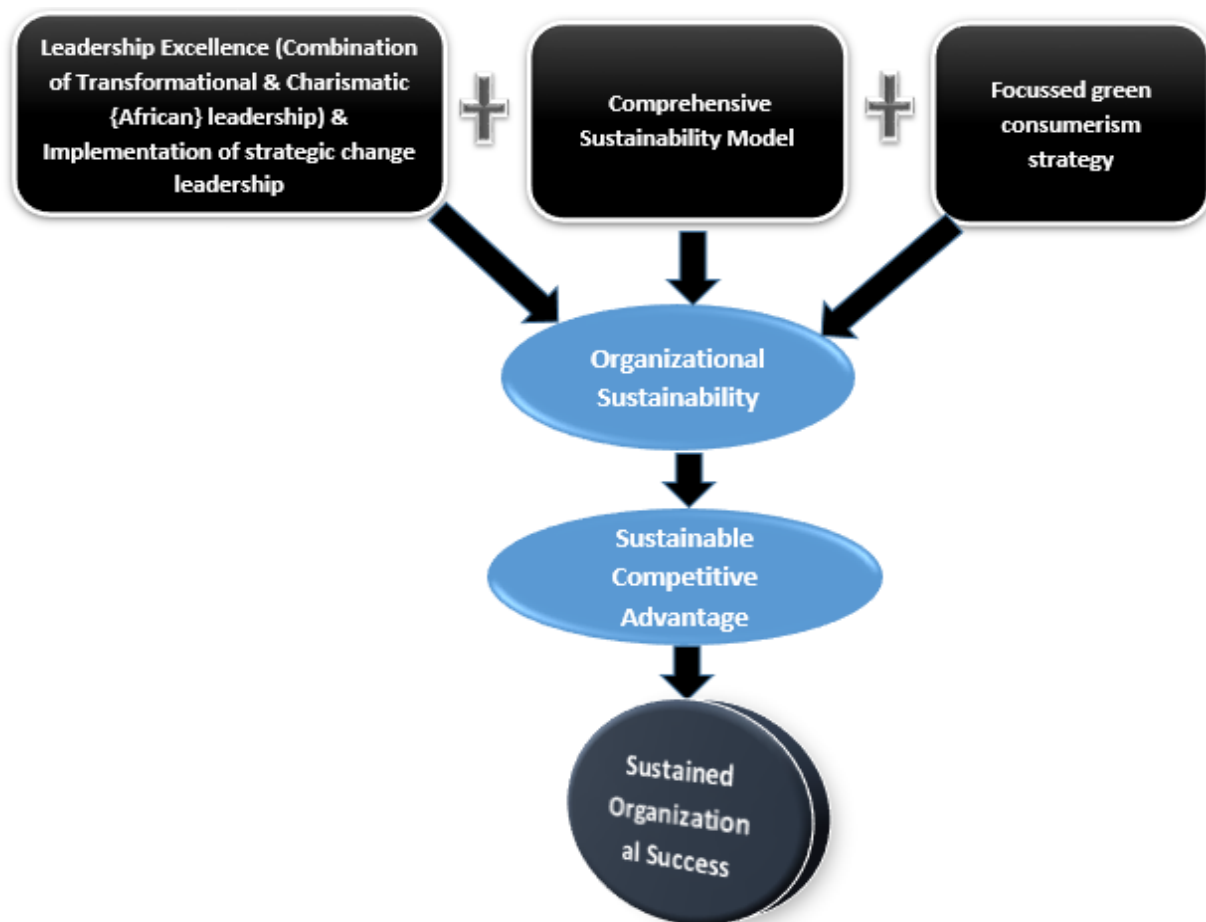 Leadership Excellence (Combination
of Transformational & Charismatic
{African} leadership) &
Implementation of strategic change
leadership
Comprehensive
Sustainability Model
Focussed green
consumerism
strategy
Organizational
Sustainability
Sustainable
Competitive
Advantage
Sustained
Organization
al Success